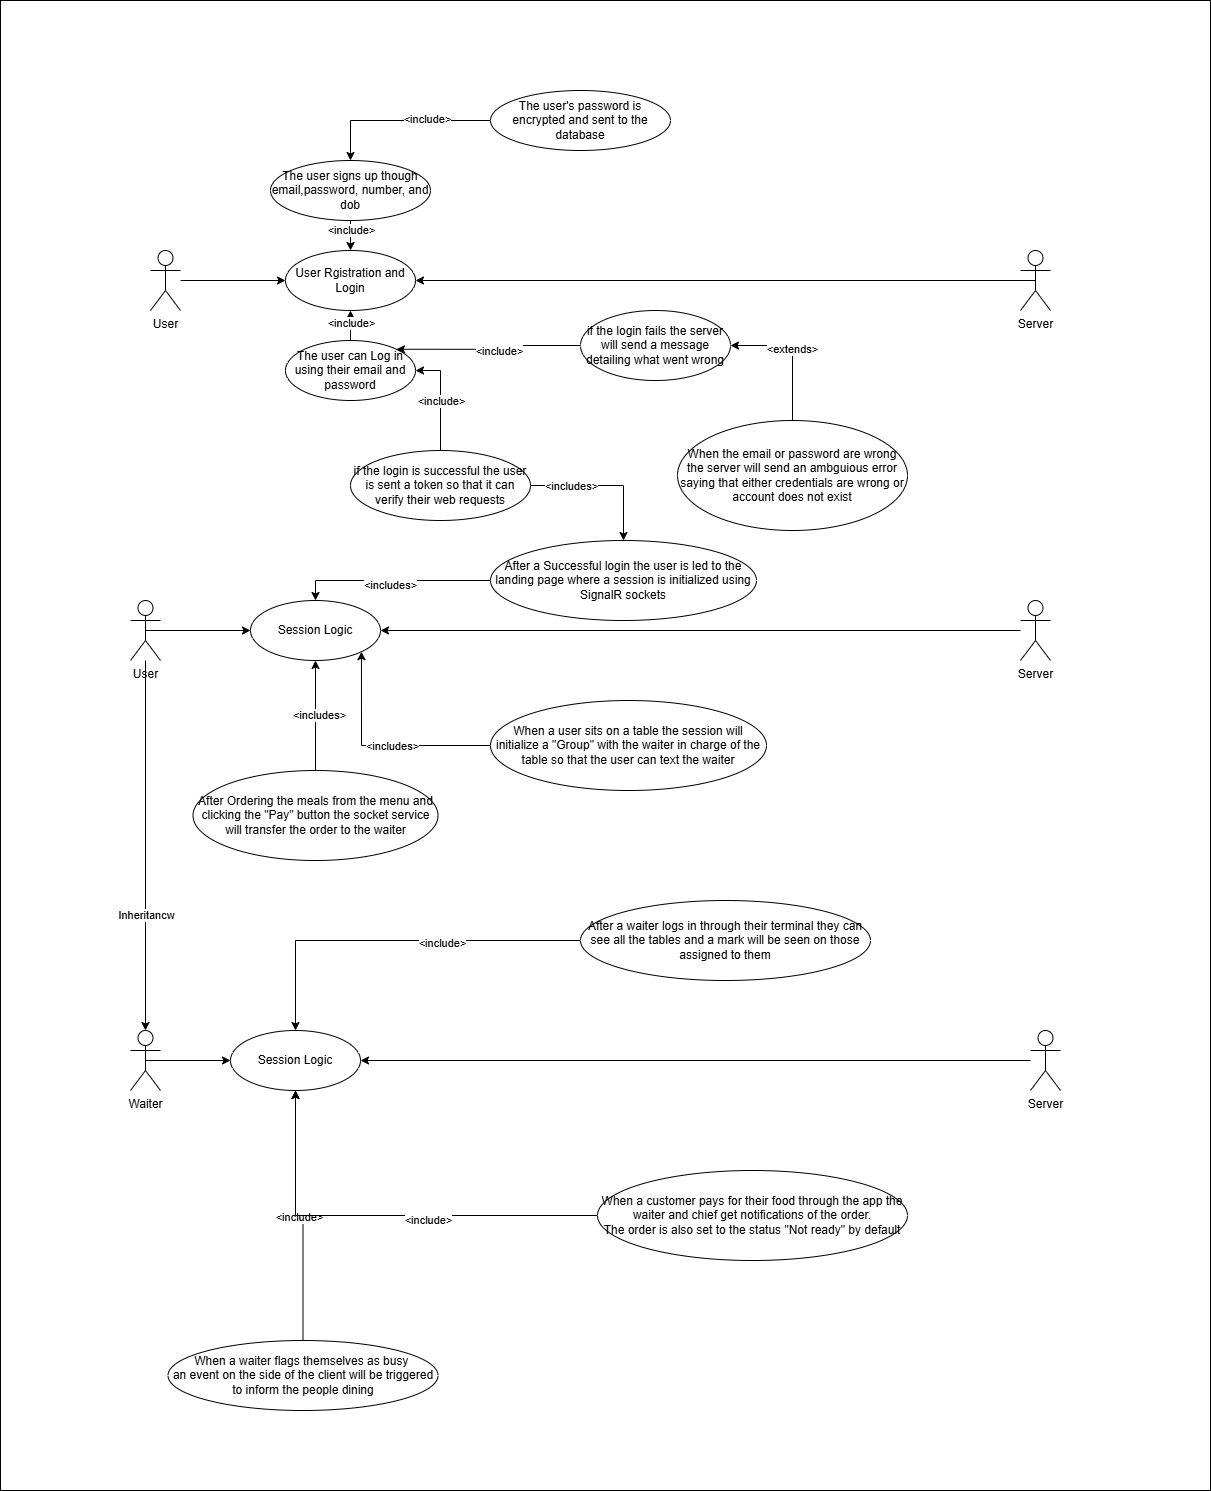 The user's password is
encrypted and sent to the
database
<include>
The user signs up though
email,password, number, and
dob
<include>
User Rgistration and
Login
User
Server
<include>
The user can Log in
using their email and
password
<include>
if the login fails the server
will send a message
detailing what went wrong
<extends>
<include>
When the email or password are wrong
the server will send an ambguious error
saying that either credentials are wrong or
account does not exist
if the login is successful the user
is sent a token so that it can
verify their web requests
<includes>
After a Successful login the user is led to the
landing page where a session is initialized using
SignalR sockets
<includes>
Session Logic
User
Server
<includes>
When a user sits on a table the session will
initialize a "Group" with the waiter in charge of the
table so that the user can text the waiter
<includes>
After Ordering the meals from the menu and
clicking the "Pay" button the socket service
will transfer the order to the waiter
Inheritancw
After a waiter logs in through their terminal they can
see all the tables and a mark will be seen on those
assigned to them
<include>
Session Logic
Waiter
Server
When a customer pays for their food through the app the
waiter and chief get notifications of the order.
The order is also set to the status "Not ready" by default
<include>
<include>
When a waiter flags themselves as busy
an event on the side of the client will be triggered
to inform the people dining